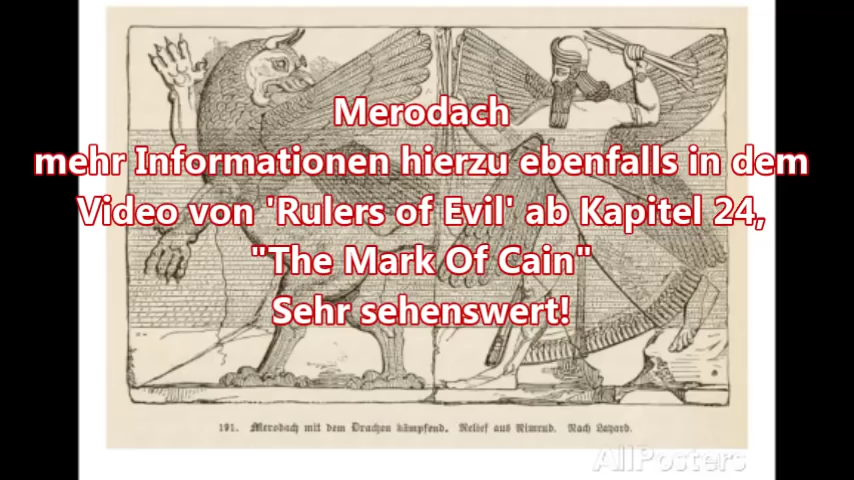 Merodach
mehr Informationen hierzu ebenfalls in dem
Video von 'Rulers of Evil' ab Kapitel 24,
"The Mark Of Cain"
Sehr sehenswert!
191. Merodach mit dem Drachen kämpfend. Relief aus Nimrud. Nach Layard.
AllPosters